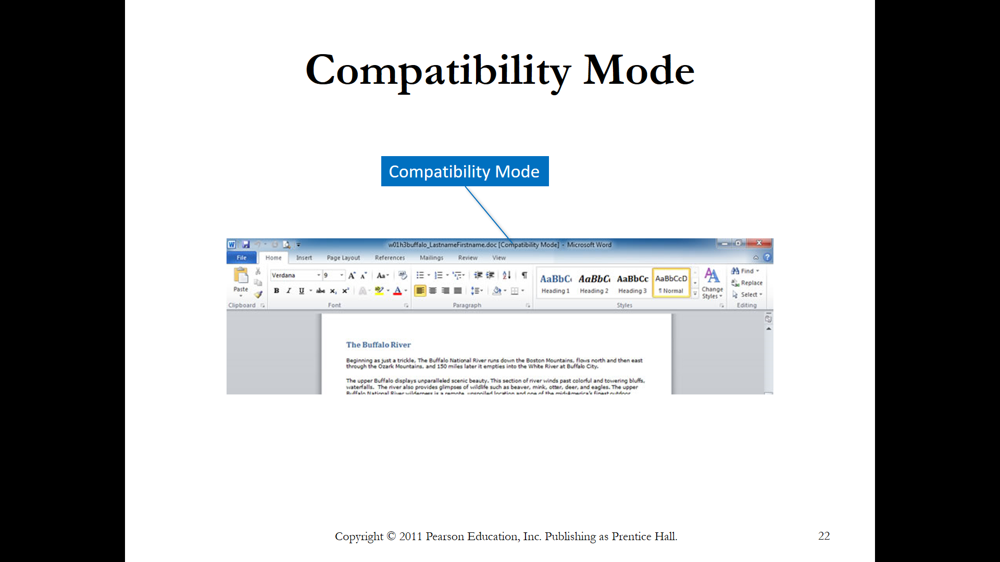 Compatibility Mode
Compatibility Mode
w01h3buffalo_LastnameFirstname.doc [Compatibility Mode] - Microsoft Word
File Home Insert Page Layout References Mailings Review View
Verdana 9 Aa AaBbC AaBbC AaBbCc AaBbCcD Find
Paste B I U abc x, x² A Heading 1 Heading 2 Heading 3 ¶ Normal Change Styles Replace
Select
Clipboard Font Paragraph Styles Editing
The Buffalo River
Beginning as just a trickle, The Buffalo National River runs down the Boston Mountains, flows north and then east
through the Ozark Mountains, and 150 miles later it empties into the White River at Buffalo City.
The upper Buffalo displays unparalleled scenic beauty. This section of river winds past colorful and towering bluffs,
waterfalls. The river also provides glimpses of wildlife such as beaver, mink, otter, deer, and eagles. The upper
Buffalo National River wilderness is a remote, unspoiled location and one of the mid-America's finest outdoor
Copyright © 2011 Pearson Education, Inc. Publishing as Prentice Hall.
22